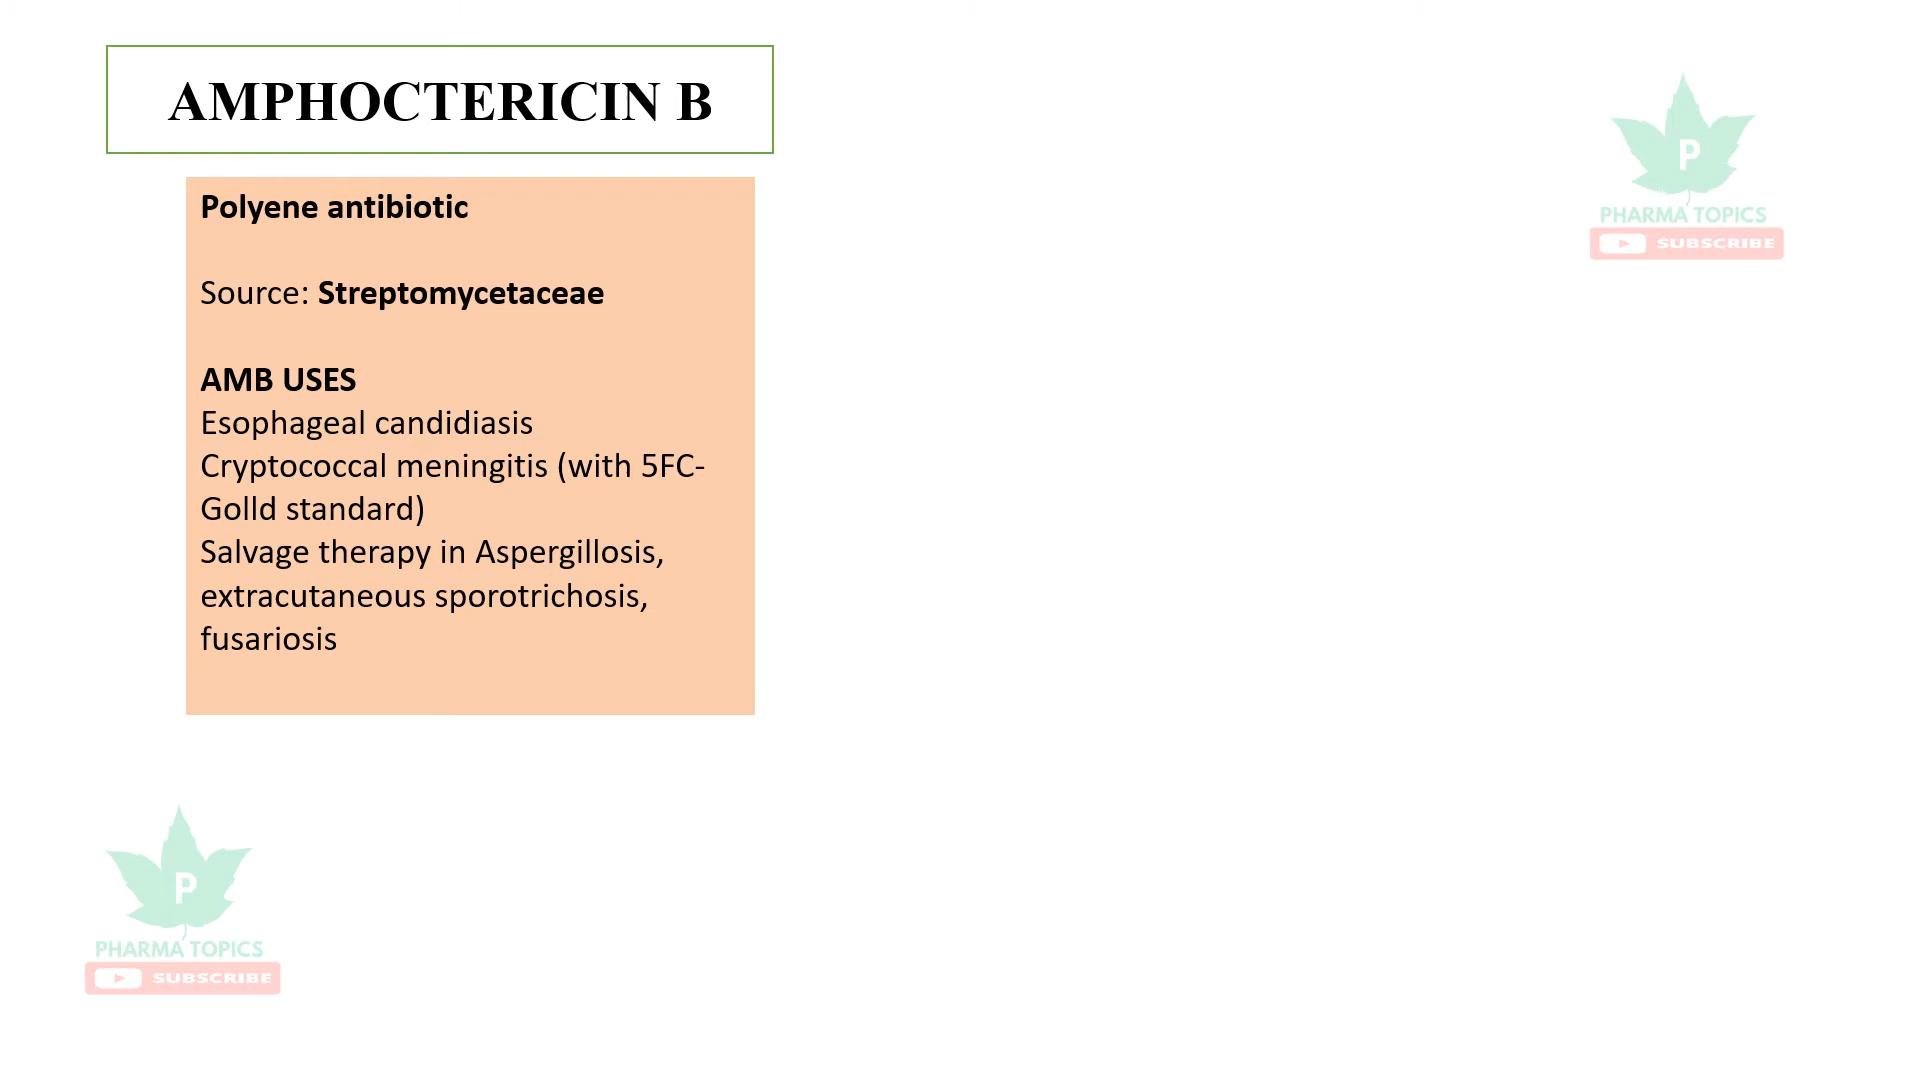 AMPHOCTERICIN B
Polyene antibiotic
Source: Streptomycetaceae
AMB USES
Esophageal candidiasis
Cryptococcal meningitis (with 5FC-
Golld standard)
Salvage therapy in Aspergillosis,
extracutaneous sporotrichosis,
fusariosis
P
PHARMA TOPICS
SUBSCRIBE
P
PHARMA TOPICS
SUBSCRIBE